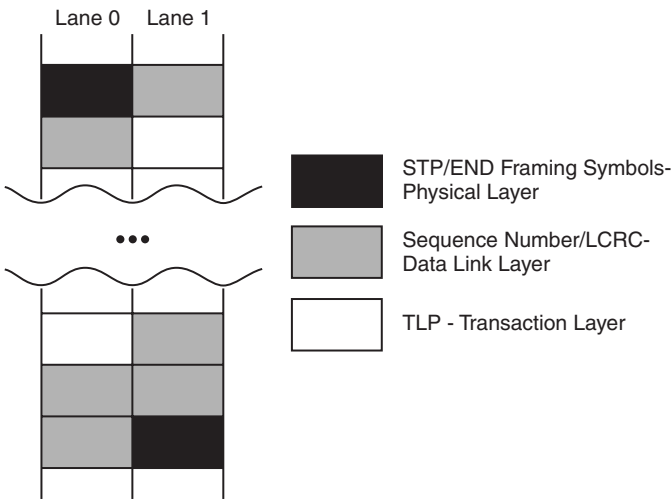 Lane 0 Lane 1
STP/END Framing Symbols-
Physical Layer
•••
Sequence Number/LCRC-
Data Link Layer
TLP - Transaction Layer